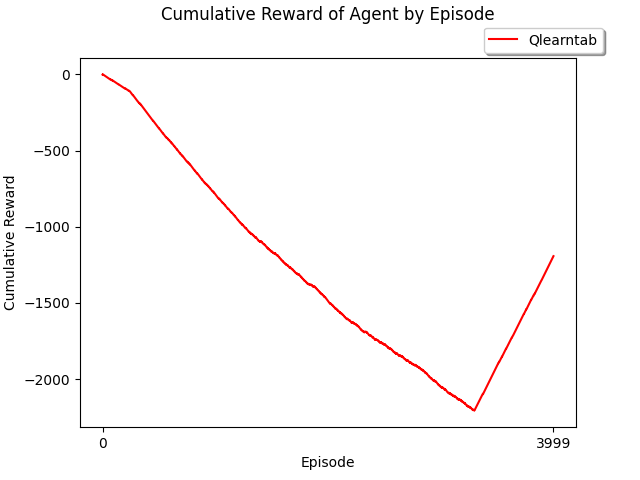 Cumulative Reward of Agent by Episode
Qlearntab
0
−500
−1000
−1500
−2000
Cumulative Reward
0
3999
Episode